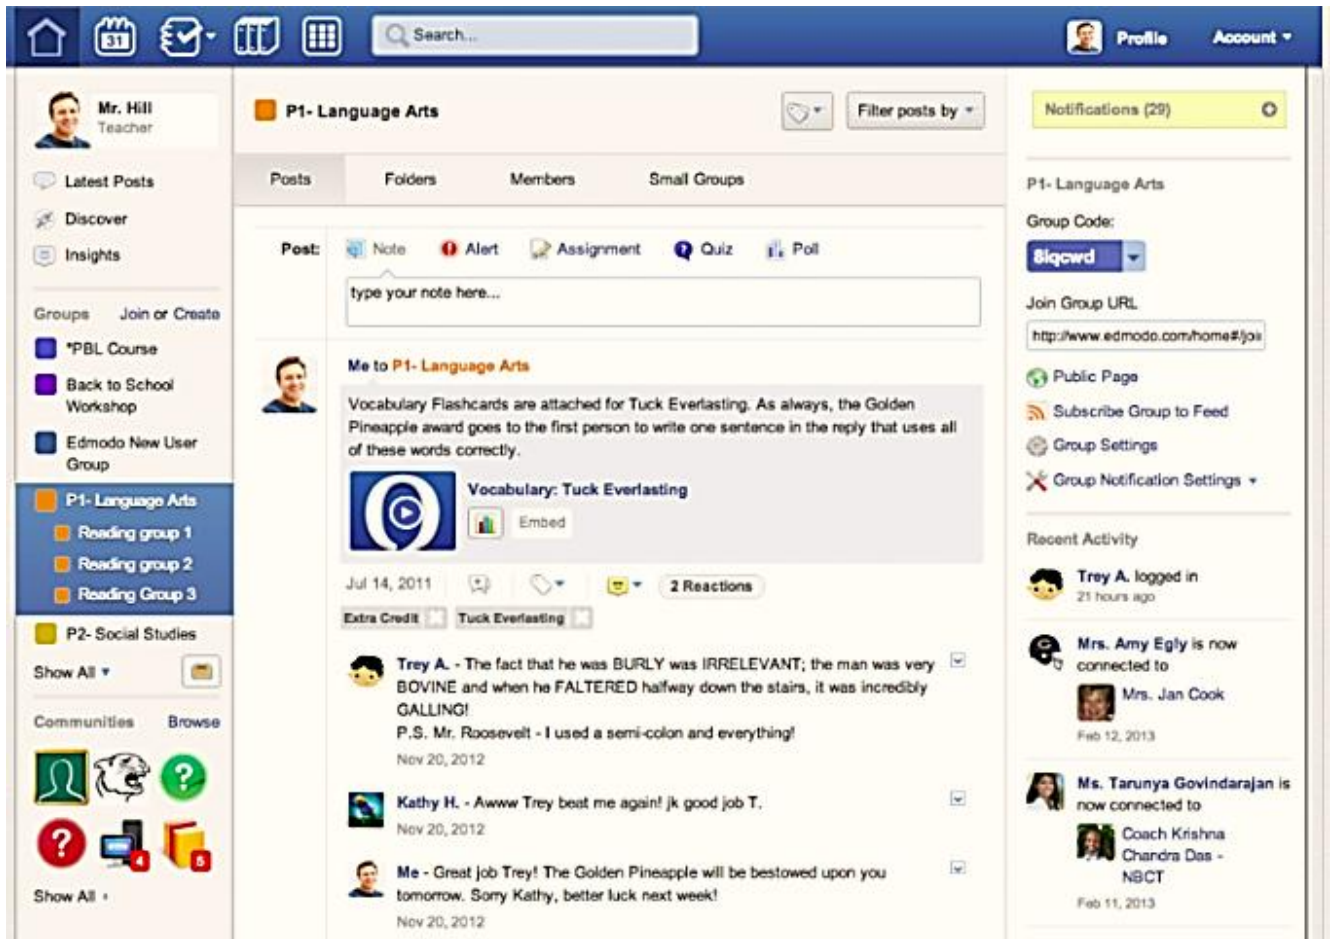 31
Search...
Profile
Account
Mr. Hill
Teacher
Latest Posts
Discover
Insights
Groups Join or Create
*PBL Course
Back to School
Workshop
Edmodo New User
Group
P1- Language Arts
Reading group 1
Reading group 2
Reading Group 3
P2- Social Studies
Show All
Communities Browse
?
?
4
5
Show All
P1- Language Arts
Filter posts by
Posts Folders Members Small Groups
Post: Note Alert Assignment Quiz Poll
type your note here...
Me to P1- Language Arts
Vocabulary Flashcards are attached for Tuck Everlasting. As always, the Golden
Pineapple award goes to the first person to write one sentence in the reply that uses all
of these words correctly.
Vocabulary: Tuck Everlasting
Embed
Jul 14, 2011 2 Reactions
Extra Credit Tuck Everlasting
Trey A. - The fact that he was BURLY was IRRELEVANT; the man was very
BOVINE and when he FALTERED halfway down the stairs, it was incredibly
GALLING!
P.S. Mr. Roosevelt - I used a semi-colon and everything!
Nov 20, 2012
Kathy H. - Awww Trey beat me again! jk good job T.
Nov 20, 2012
Me - Great job Trey! The Golden Pineapple will be bestowed upon you
tomorrow. Sorry Kathy, better luck next week!
Nov 20, 2012
Notifications (29)
P1- Language Arts
Group Code:
8lqcwd
Join Group URL
http://www.edmodo.com/home#/joi
Public Page
Subscribe Group to Feed
Group Settings
Group Notification Settings
Recent Activity
Trey A. logged in
21 hours ago
Mrs. Amy Egly is now
connected to
Mrs. Jan Cook
Feb 12, 2013
Ms. Tarunya Govindarajan is
now connected to
Coach Krishna
Chandra Das -
NBCT
Feb 11, 2013